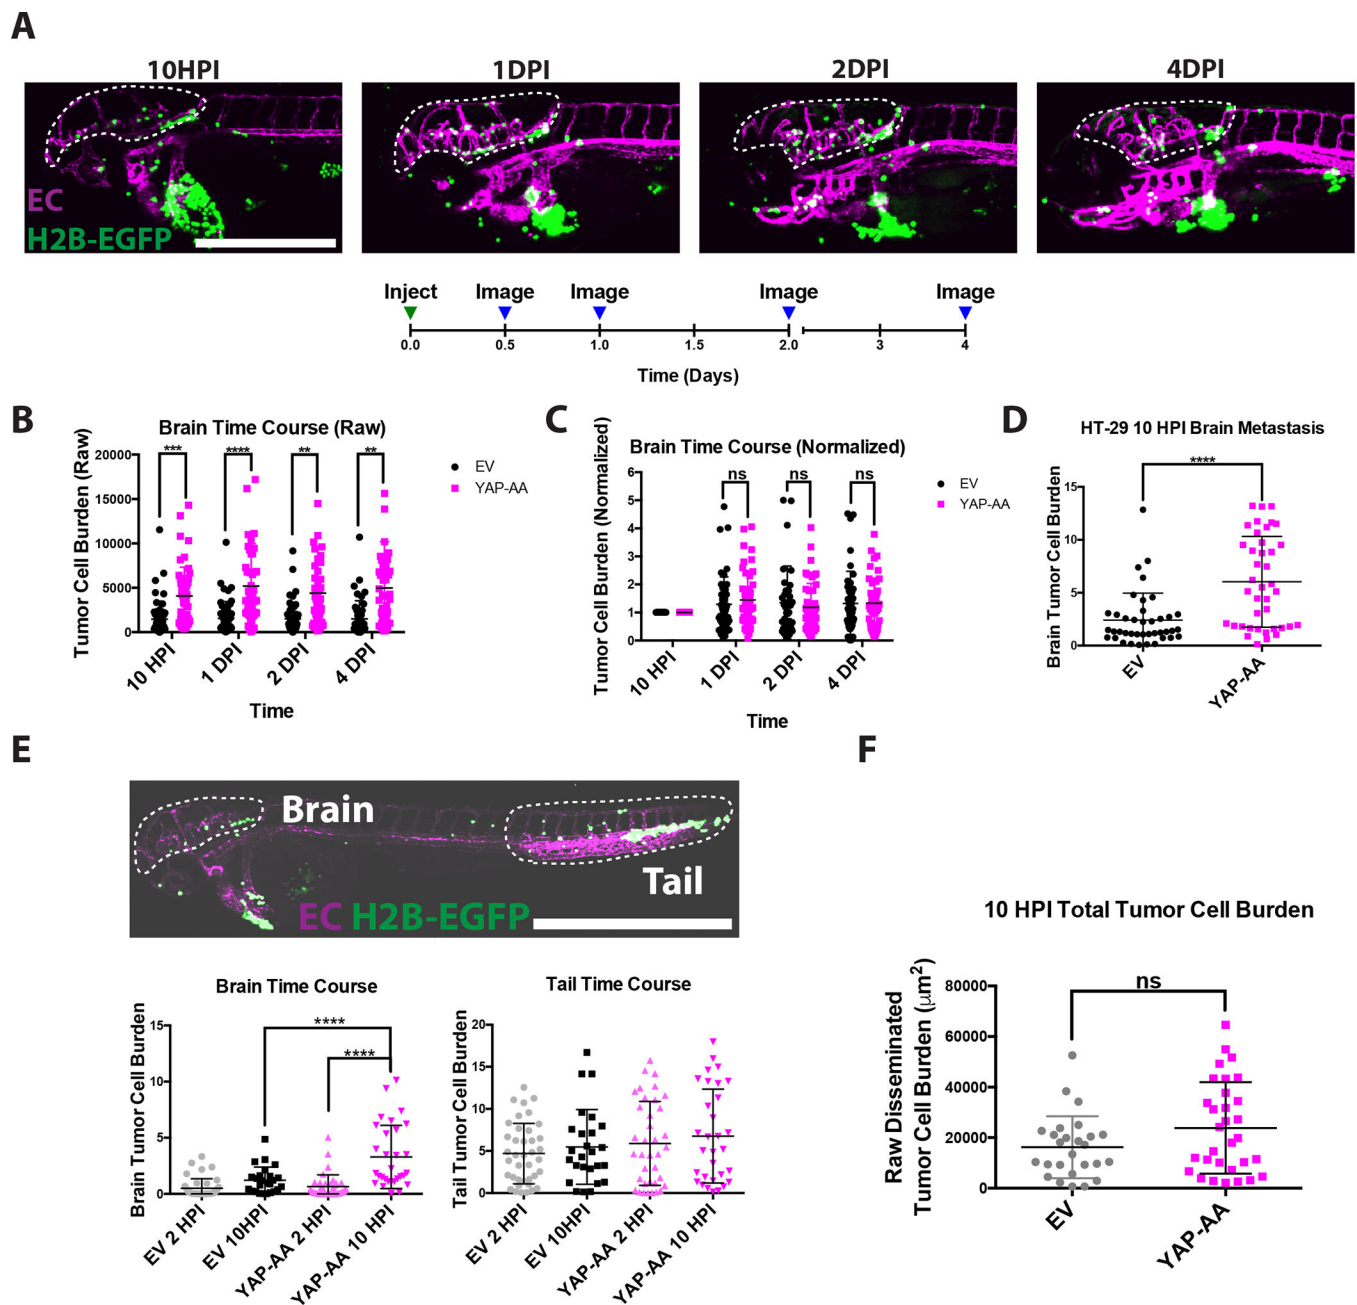 A
10HPI
1DPI
2DPI
4DPI
EC
H2B-EGFP
Inject
Image
Image
Image
Image
0.0
0.5
1.0
1.5
2.0
3
4
Time (Days)
B
Brain Time Course (Raw)
Tumor Cell Burden (Raw)
20000
15000
10000
5000
0
***
****
**
**
EV
YAP-AA
10 HPI
1 DPI
2 DPI
4 DPI
Time
C
Brain Time Course (Normalized)
Tumor Cell Burden (Normalized)
6
5
4
3
2
1
0
ns
ns
ns
EV
YAP-AA
10 HPI
1 DPI
2 DPI
4 DPI
Time
D
HT-29 10 HPI Brain Metastasis
Brain Tumor Cell Burden
15
10
5
0
****
EV
YAP-AA
E
Brain
Tail
EC H2B-EGFP
Brain Time Course
Brain Tumor Cell Burden
15
10
5
0
****
****
EV 2 HPI
EV 10HPI
YAP-AA 2 HPI
YAP-AA 10 HPI
Tail Time Course
Tail Tumor Cell Burden
20
15
10
5
0
EV 2 HPI
EV 10HPI
YAP-AA 2 HPI
YAP-AA 10 HPI
F
10 HPI Total Tumor Cell Burden
Raw Disseminated
Tumor Cell Burden (μm²)
80000
60000
40000
20000
0
ns
EV
YAP-AA